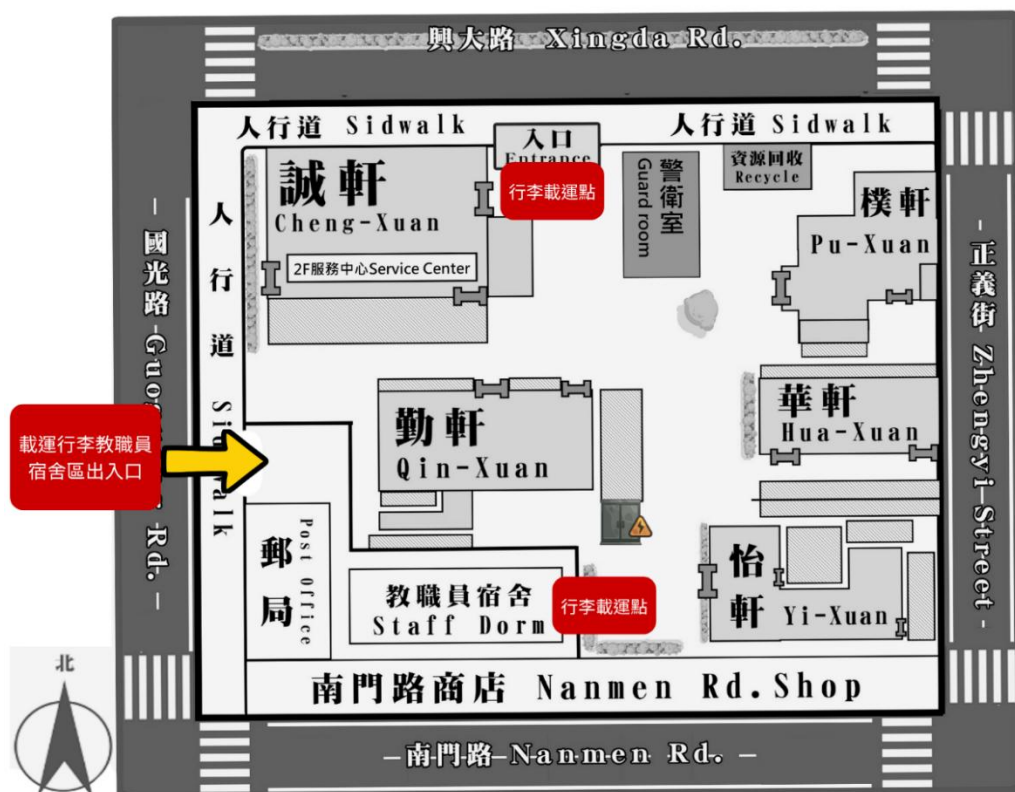 興大路 Xingda Rd.
人行道 Sidwalk
入口
Entrance
人行道 Sidwalk
行李載運點
誠軒
Cheng-Xuan
2F服務中心Service Center
警衛室
Guard room
資源回收
Recycle
樸軒
Pu-Xuan
國光路
Rd.
人行道 Sidwalk
正義街 Zhengyi Street
載運行李教職員
宿舍區出入口
勤軒
Qin-Xuan
華軒
Hua-Xuan
郵局
Post Office
教職員宿舍
Staff Dorm
行李載運點
怡軒
Yi-Xuan
南門路商店 Nanmen Rd.Shop
北
南門路 Nanmen Rd.